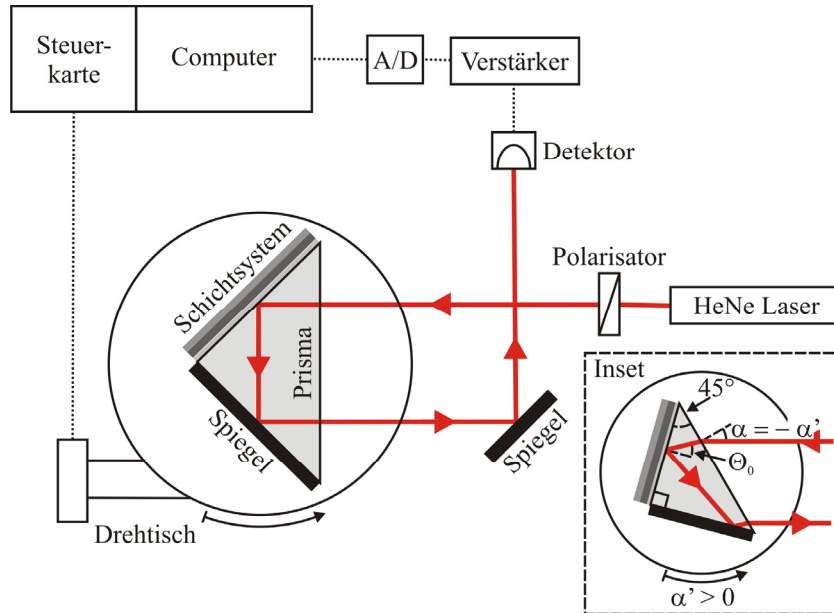 Steuer-
karte
Computer
A/D
Verstärker
Detektor
Polarisator
HeNe Laser
Schichtsystem
Prisma
Spiegel
Spiegel
Drehtisch
Inset
45°
α = − α'
Θ₀
α' > 0